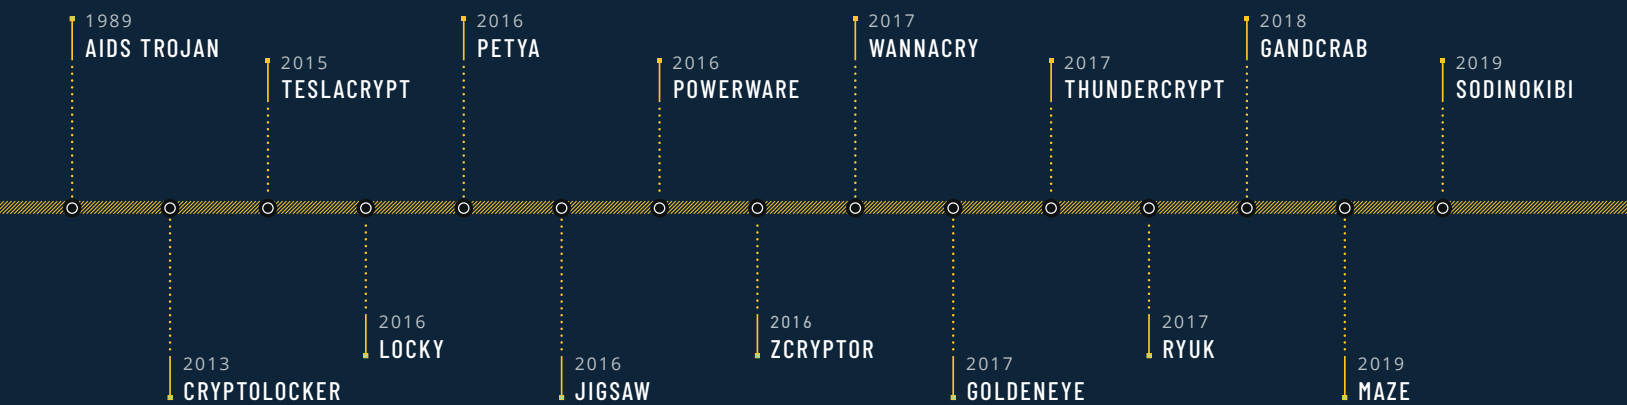 1989
AIDS TROJAN
2013
CRYPTOLOCKER
2015
TESLACRYPT
2016
LOCKY
2016
PETYA
2016
JIGSAW
2016
POWERWARE
2016
ZCRYPTOR
2017
WANNACRY
2017
GOLDENEYE
2017
THUNDERCRYPT
2017
RYUK
2018
GANDCRAB
2019
MAZE
2019
SODINOKIBI